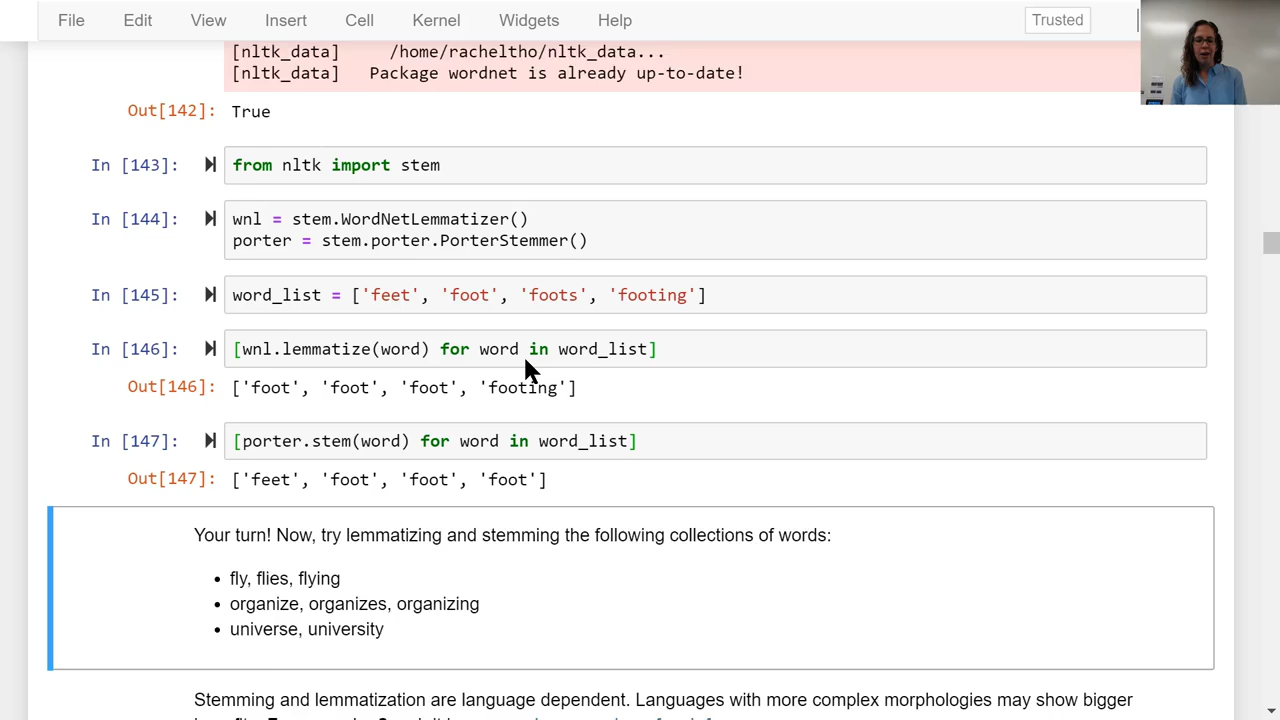 File Edit View Insert Cell Kernel Widgets Help Trusted
[nltk_data]     /home/racheltho/nltk_data...
[nltk_data]   Package wordnet is already up-to-date!
Out[142]: True
In [143]: from nltk import stem
In [144]: wnl = stem.WordNetLemmatizer()
porter = stem.porter.PorterStemmer()
In [145]: word_list = ['feet', 'foot', 'foots', 'footing']
In [146]: [wnl.lemmatize(word) for word in word_list]
Out[146]: ['foot', 'foot', 'foot', 'footing']
In [147]: [porter.stem(word) for word in word_list]
Out[147]: ['feet', 'foot', 'foot', 'foot']
Your turn! Now, try lemmatizing and stemming the following collections of words:
• fly, flies, flying
• organize, organizes, organizing
• universe, university
Stemming and lemmatization are language dependent. Languages with more complex morphologies may show bigger